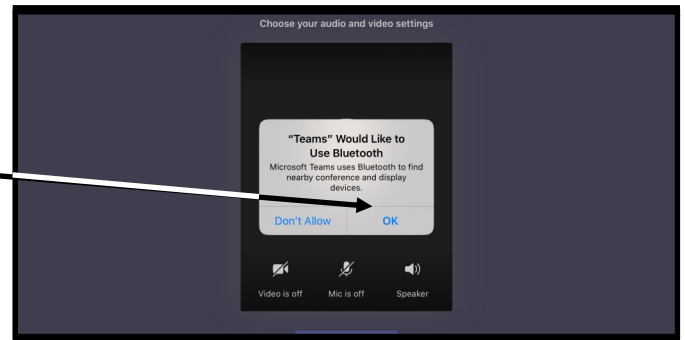 Choose your audio and video settings
“Teams” Would Like to
Use Bluetooth
Microsoft Teams uses Bluetooth to find
nearby conference and display
devices.
Don’t Allow
OK
Video is off
Mic is off
Speaker